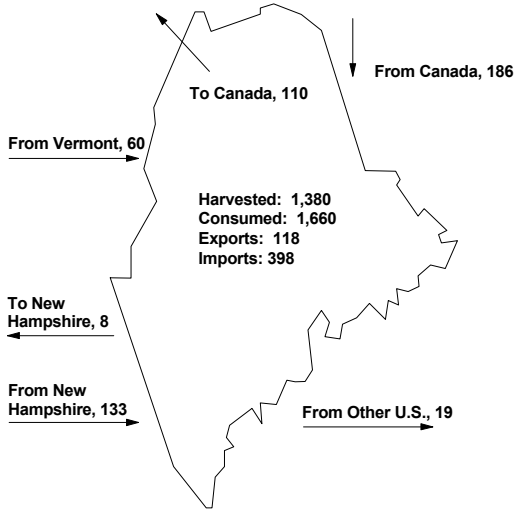 To Canada, 110
From Canada, 186
From Vermont, 60
Harvested: 1,380
Consumed: 1,660
Exports: 118
Imports: 398
To New
Hampshire, 8
From New
Hampshire, 133
From Other U.S., 19